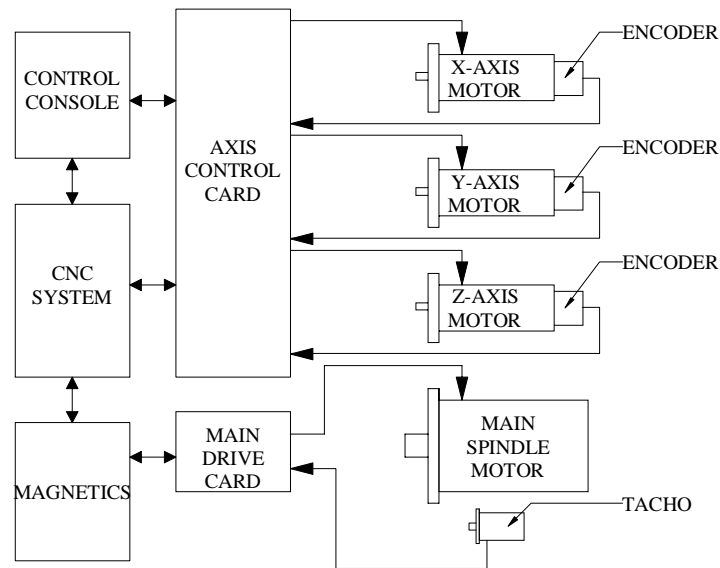 CONTROL
CONSOLE
CNC
SYSTEM
MAGNETICS
AXIS
CONTROL
CARD
MAIN
DRIVE
CARD
X-AXIS
MOTOR
ENCODER
Y-AXIS
MOTOR
ENCODER
Z-AXIS
MOTOR
ENCODER
MAIN
SPINDLE
MOTOR
TACHO